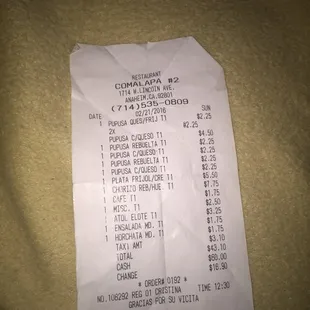 RESTAURANT
COMALAPA #2
1714 W.LINCOLN AVE.
ANAHEIM,CA.92801
(714)535-0809
DATE 02/21/2016 SUN
1 PUPUSA QUES/FRIJ T1 $2.25
2X @2.25
PUPUSA C/QUESO T1 $4.50
1 PUPUSA REBUELTA T1 $2.25
1 PUPUSA C/QUESO T1 $2.25
1 PUPUSA REBUELTA T1 $2.25
1 PUPUSA C/QUESO T1 $2.25
1 PLATA FRIJOL/CRE T1 $5.50
1 CHORIZO REB/HUE T1 $1.75
1 CAFE T1 $1.75
1 MISC. T1 $2.50
1 ATOL ELOTE T1 $3.25
1 ENSALADA MD. T1 $1.75
1 HORCHATA MD. T1 $1.75
TAX1 AMT $3.10
TOTAL $43.10
CASH $60.00
CHANGE $16.90
* ORDER# 0192 *
NO.108292 REG 01 CRISTINA TIME 12:30
GRACIAS POR SU VICITA